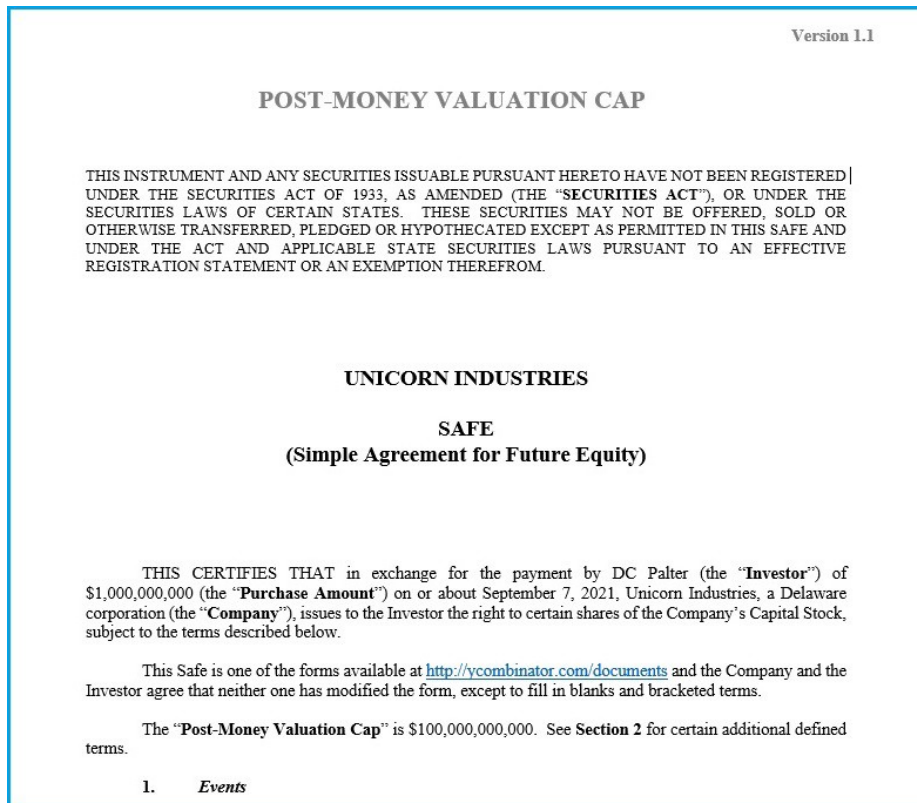 Version 1.1
POST-MONEY VALUATION CAP
THIS INSTRUMENT AND ANY SECURITIES ISSUABLE PURSUANT HERETO HAVE NOT BEEN REGISTERED
UNDER THE SECURITIES ACT OF 1933, AS AMENDED (THE “SECURITIES ACT”), OR UNDER THE
SECURITIES LAWS OF CERTAIN STATES. THESE SECURITIES MAY NOT BE OFFERED, SOLD OR
OTHERWISE TRANSFERRED, PLEDGED OR HYPOTHECATED EXCEPT AS PERMITTED IN THIS SAFE AND
UNDER THE ACT AND APPLICABLE STATE SECURITIES LAWS PURSUANT TO AN EFFECTIVE
REGISTRATION STATEMENT OR AN EXEMPTION THEREFROM.
UNICORN INDUSTRIES
SAFE
(Simple Agreement for Future Equity)
THIS CERTIFIES THAT in exchange for the payment by DC Palter (the “Investor”) of
$1,000,000,000 (the “Purchase Amount”) on or about September 7, 2021, Unicorn Industries, a Delaware
corporation (the “Company”), issues to the Investor the right to certain shares of the Company’s Capital Stock,
subject to the terms described below.
This Safe is one of the forms available at http://ycombinator.com/documents and the Company and the
Investor agree that neither one has modified the form, except to fill in blanks and bracketed terms.
The “Post-Money Valuation Cap” is $100,000,000,000. See Section 2 for certain additional defined
terms.
1. Events